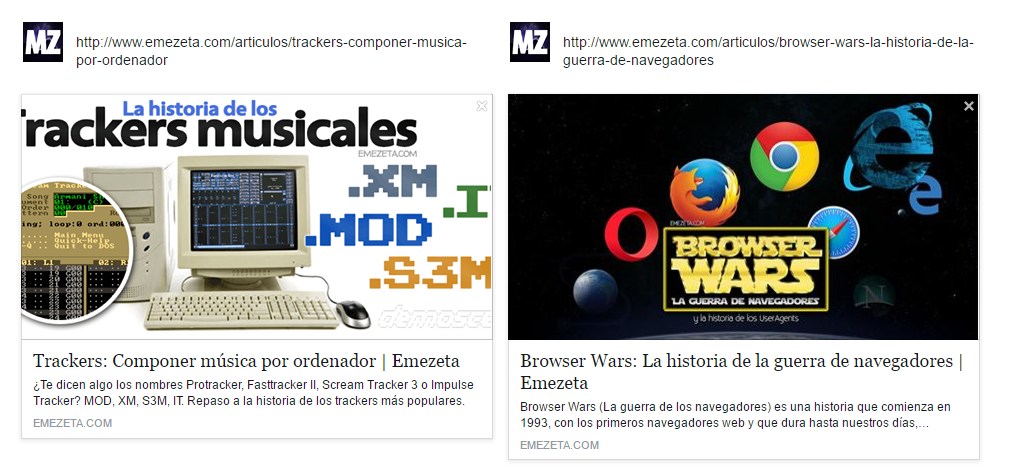 MZ
http://www.emezeta.com/articulos/trackers-componer-musica-
por-ordenador
La historia de los
Trackers musicales
EMEZETA.COM
.XM
.MOD
.S3M
Trackers: Componer música por ordenador | Emezeta
¿Te dicen algo los nombres Protracker, Fasttracker II, Scream Tracker 3 o Impulse
Tracker? MOD, XM, S3M, IT. Repaso a la historia de los trackers más populares.
EMEZETA.COM
MZ
http://www.emezeta.com/articulos/browser-wars-la-historia-de-la-
guerra-de-navegadores
EMEZETA.COM
BROWSER
WARS
LA GUERRA DE NAVEGADORES
y la historia de los UserAgents
Browser Wars: La historia de la guerra de navegadores |
Emezeta
Browser Wars (La guerra de los navegadores) es una historia que comienza en
1993, con los primeros navegadores web y que dura hasta nuestros días,...
EMEZETA.COM